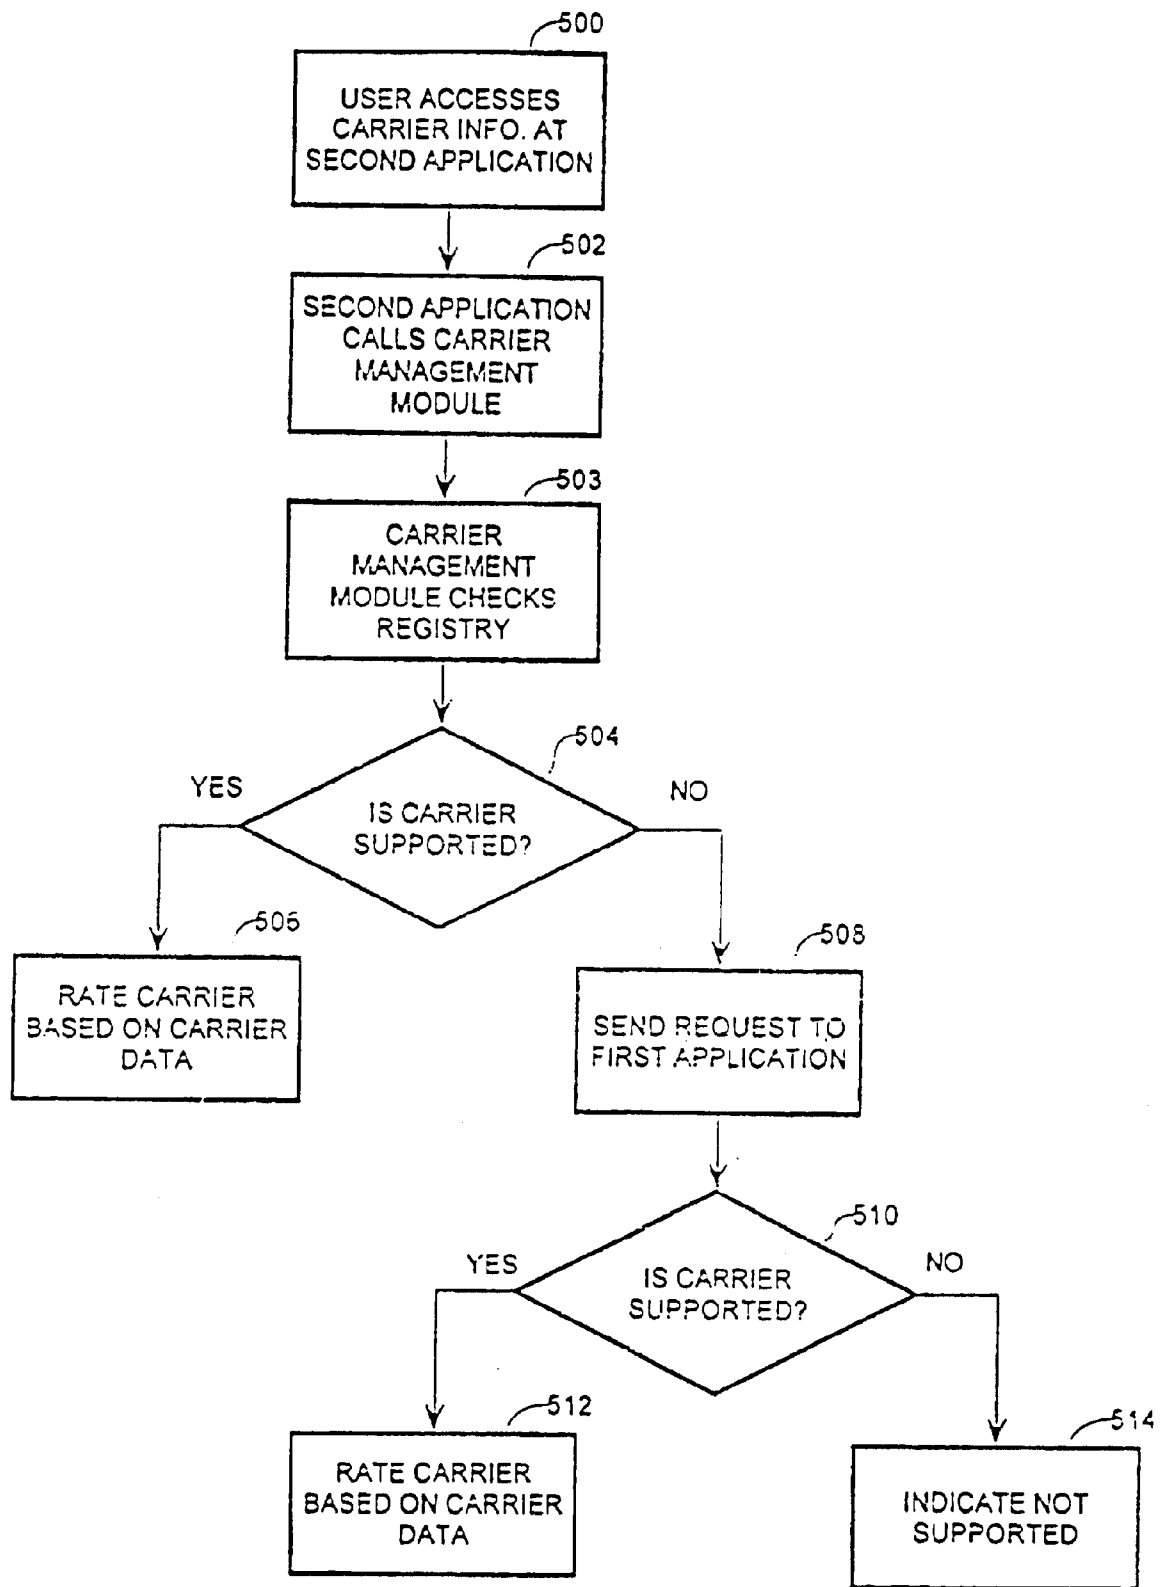 500
USER ACCESSES
CARRIER INFO. AT
SECOND APPLICATION
502
SECOND APPLICATION
CALLS CARRIER
MANAGEMENT
MODULE
503
CARRIER
MANAGEMENT
MODULE CHECKS
REGISTRY
504
YES
NO
IS CARRIER
SUPPORTED?
506
RATE CARRIER
BASED ON CARRIER
DATA
508
SEND REQUEST TO
FIRST APPLICATION
510
YES
NO
IS CARRIER
SUPPORTED?
512
RATE CARRIER
BASED ON CARRIER
DATA
514
INDICATE NOT
SUPPORTED